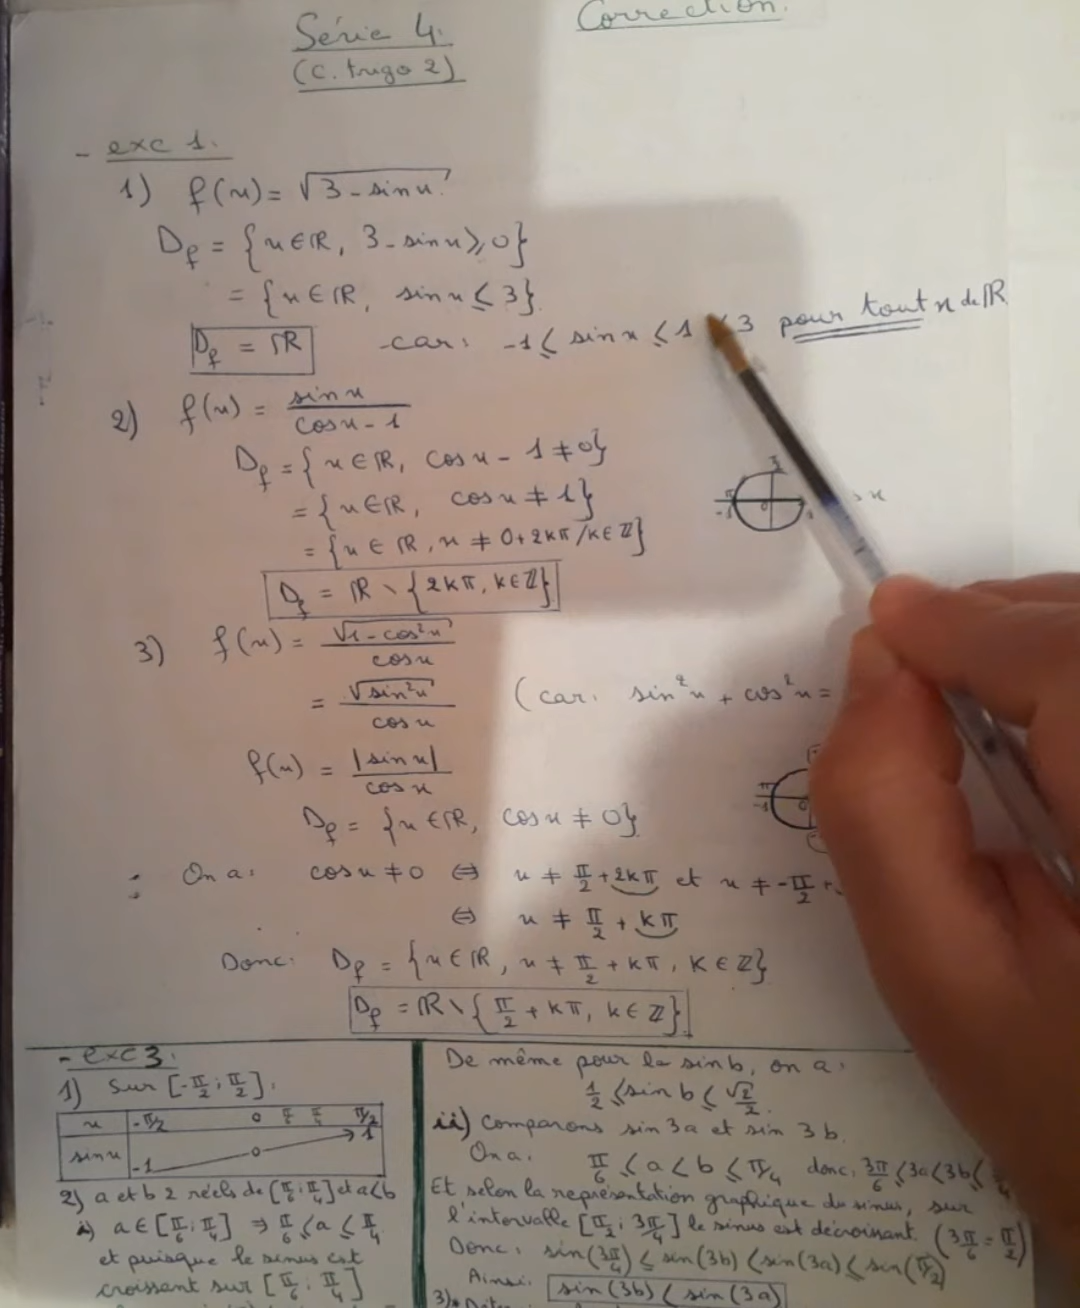 Série 4.
Correction.
(c. trigo 2)
- exc 1.
1) f(x) = √(3 - sin x)
D_f = {x ∈ ℝ, 3 - sin x ⩾ 0}
= {x ∈ ℝ, sin x ⩽ 3}.
D_f = ℝ car: -1 ⩽ sin x ⩽ 1 < 3 pour tout x de ℝ
2) f(x) = sin x / (cos x - 1)
D_f = {x ∈ ℝ, cos x - 1 ≠ 0}
= {x ∈ ℝ, cos x ≠ 1}
= {x ∈ ℝ, x ≠ 0 + 2kπ / k ∈ ℤ}
D_f = ℝ \ {2kπ, k ∈ ℤ}
π
-1
0
1
3) f(x) = √(1 - cos²x) / cos x
= √(sin²x) / cos x (car: sin²x + cos²x =
f(x) = |sin x| / cos x
π
-1
0
D_f = {x ∈ ℝ, cos x ≠ 0}
On a: cos x ≠ 0 ⇔ x ≠ π/2 + 2kπ et x ≠ -π/2 +
⇔ x ≠ π/2 + kπ
Donc: D_f = {x ∈ ℝ, x ≠ π/2 + kπ, k ∈ ℤ}
D_f = ℝ \ {π/2 + kπ, k ∈ ℤ}
- exc 3.
1) Sur [-π/2 ; π/2].
x -π/2 0 π/2
sin x -1 0 1
2) a et b 2 réels de [π/6 ; π/4] et a<b
i) a ∈ [π/6 ; π/4] ⇒ π/6 ⩽ a ⩽ π/4
et puisque le sinus est
croissant sur [π/6 ; π/4]
De même pour le sin b, on a:
1/2 ⩽ sin b ⩽ √2/2.
ii) comparons sin 3a et sin 3b.
On a. π/6 ⩽ a < b ⩽ π/4 donc. 3π/6 ⩽ 3a < 3b ⩽
Et selon la représentation graphique du sinus, sur
l'intervalle [π/2 ; 3π/4] le sinus est décroissant. (3π/6 = π/2)
Donc: sin(3π/4) ⩽ sin(3b) < sin(3a) ⩽ sin(π/2)
Ainsi: sin(3b) < sin(3a)
3)